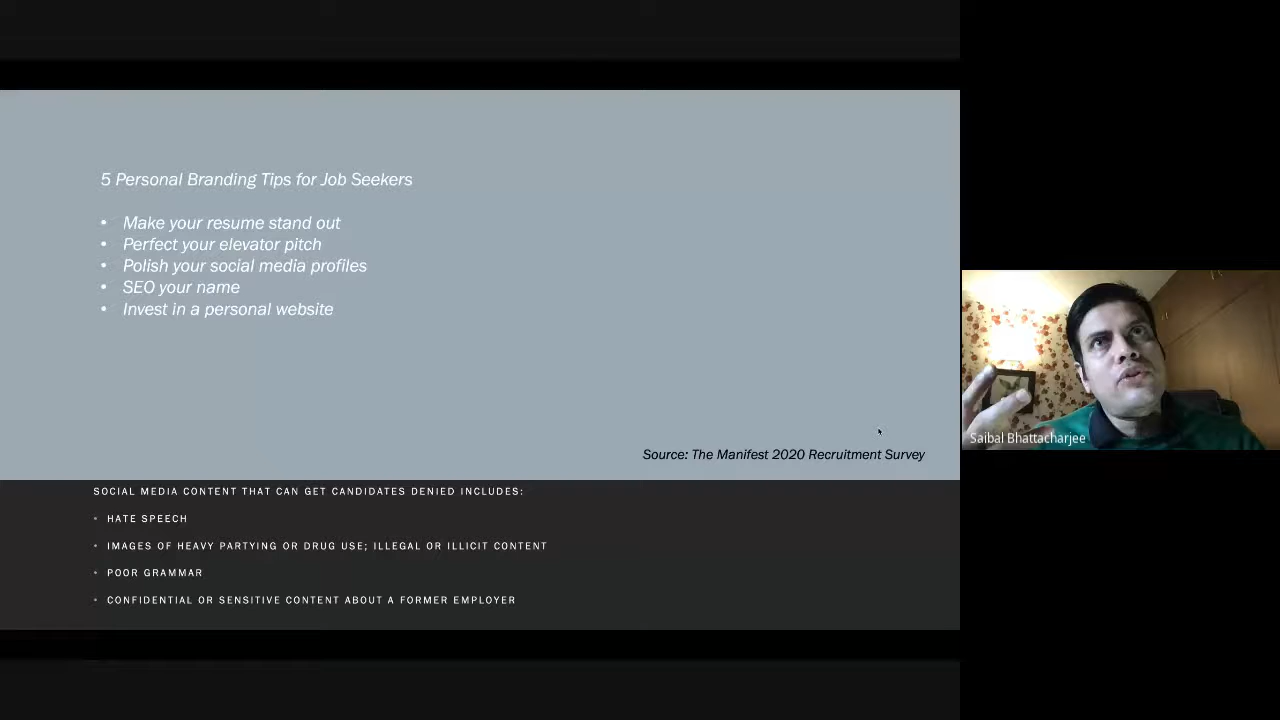 5 Personal Branding Tips for Job Seekers
• Make your resume stand out
• Perfect your elevator pitch
• Polish your social media profiles
• SEO your name
• Invest in a personal website
Source: The Manifest 2020 Recruitment Survey
SOCIAL MEDIA CONTENT THAT CAN GET CANDIDATES DENIED INCLUDES:
• HATE SPEECH
• IMAGES OF HEAVY PARTYING OR DRUG USE; ILLEGAL OR ILLICIT CONTENT
• POOR GRAMMAR
• CONFIDENTIAL OR SENSITIVE CONTENT ABOUT A FORMER EMPLOYER
Saibal Bhattacharjee